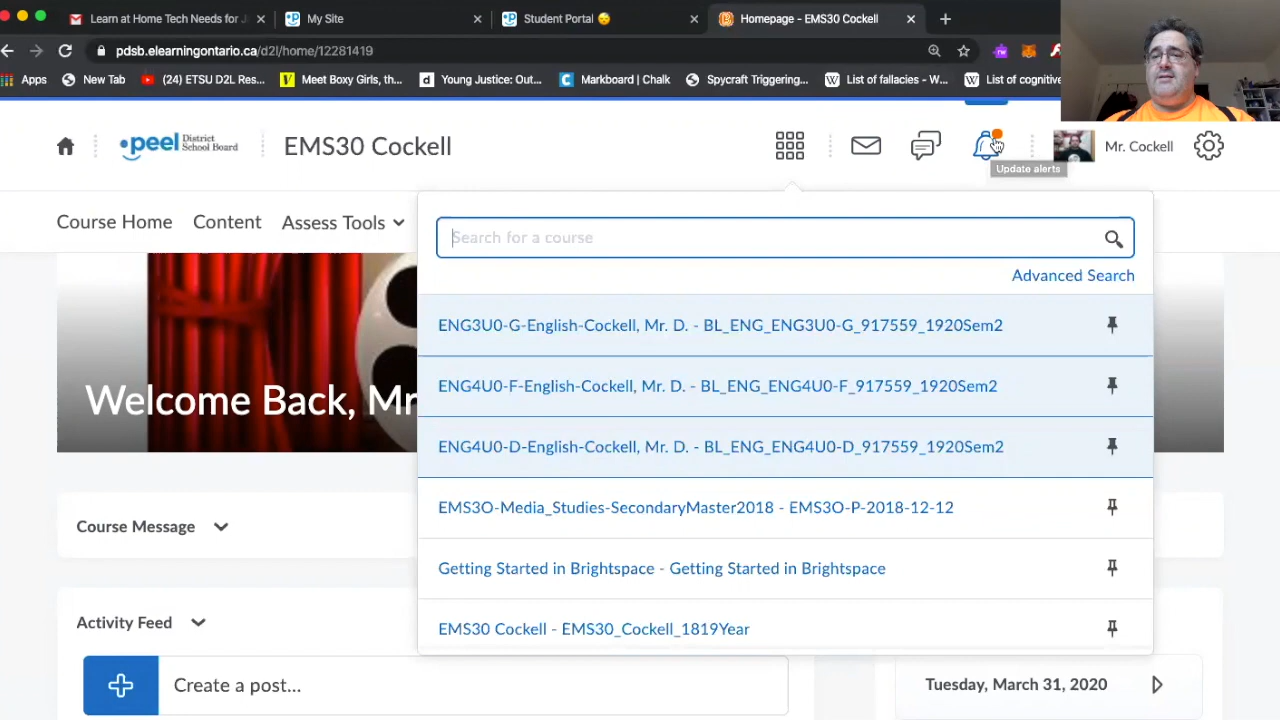 Learn at Home Tech Needs for J
My Site
Student Portal 😔
Homepage - EMS30 Cockell
pdsb.elearningontario.ca/d2l/home/12281419
Apps
New Tab
(24) ETSU D2L Res...
Meet Boxy Girls, th...
Young Justice: Out...
Markboard | Chalk
Spycraft Triggering...
List of fallacies - W...
List of cognitive
peel District School Board
EMS30 Cockell
Mr. Cockell
Update alerts
Course Home
Content
Assess Tools
Search for a course
Advanced Search
ENG3U0-G-English-Cockell, Mr. D. - BL_ENG_ENG3U0-G_917559_1920Sem2
ENG4U0-F-English-Cockell, Mr. D. - BL_ENG_ENG4U0-F_917559_1920Sem2
ENG4U0-D-English-Cockell, Mr. D. - BL_ENG_ENG4U0-D_917559_1920Sem2
EMS3O-Media_Studies-SecondaryMaster2018 - EMS3O-P-2018-12-12
Getting Started in Brightspace - Getting Started in Brightspace
EMS30 Cockell - EMS30_Cockell_1819Year
Welcome Back, Mr
Course Message
Activity Feed
Create a post...
Tuesday, March 31, 2020